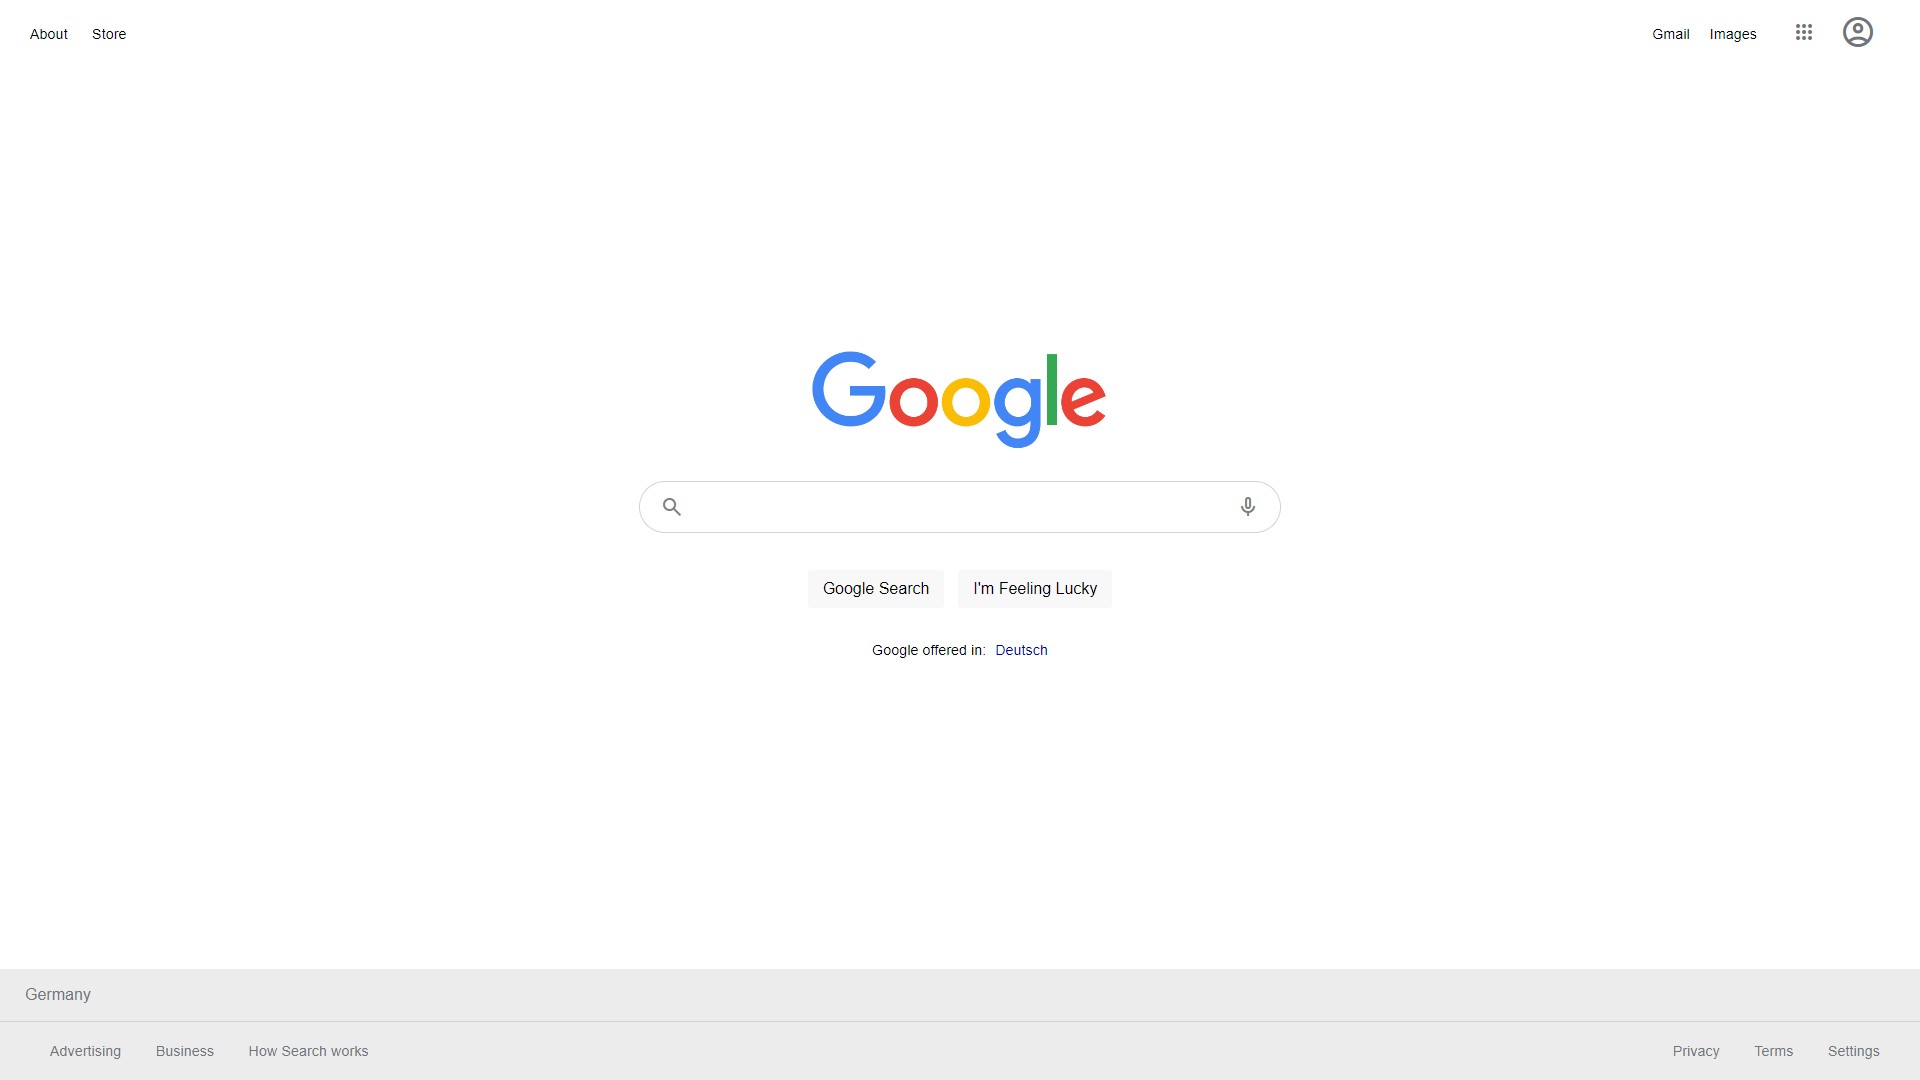 About Store Gmail Images
Google
Google Search I'm Feeling Lucky
Google offered in: Deutsch
Germany
Advertising Business How Search works Privacy Terms Settings